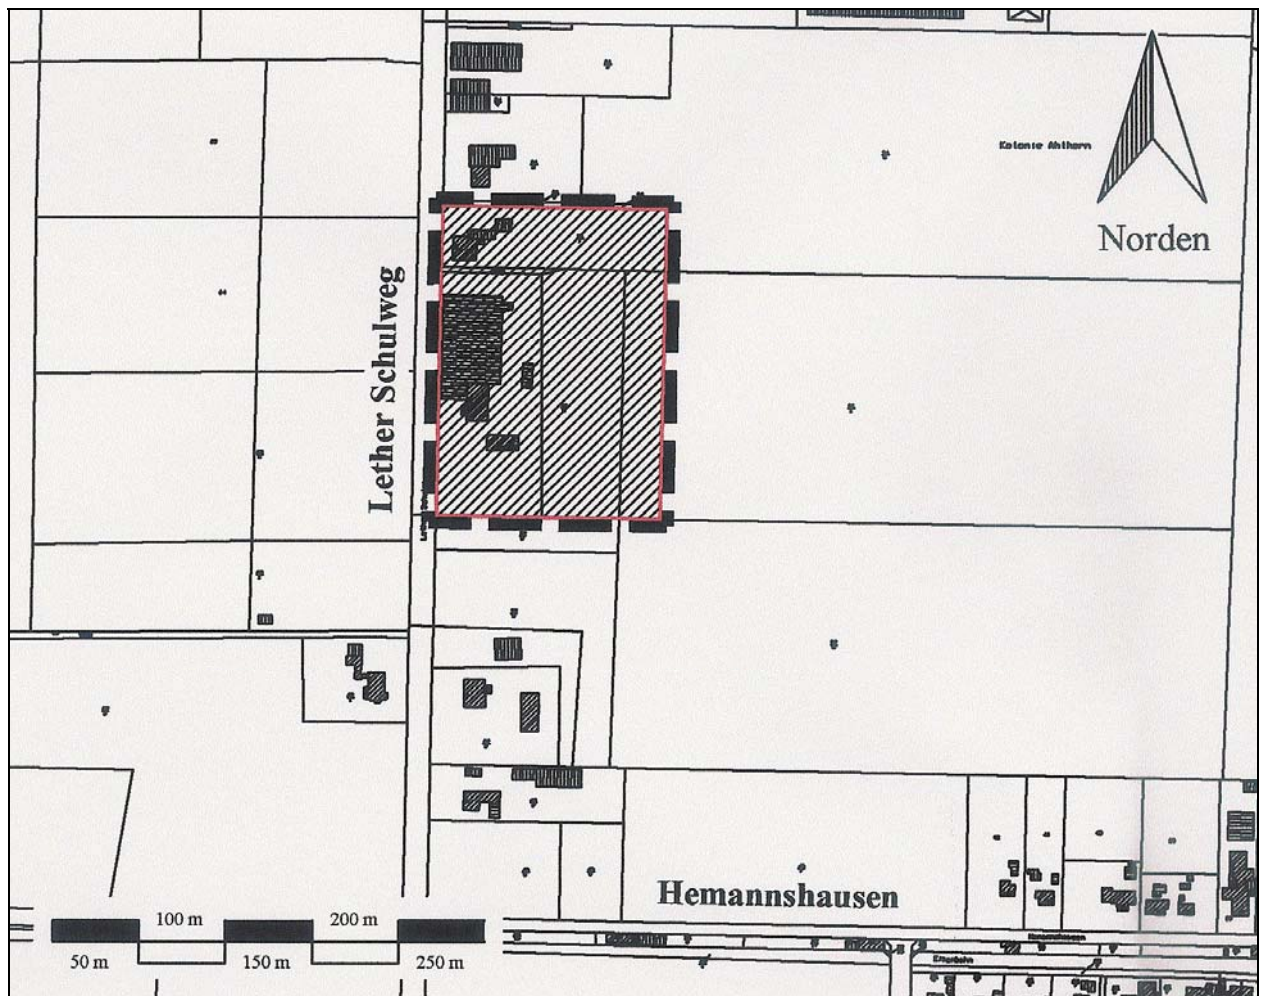 Kolonie Ahlhorn
Norden
Lether Schulweg
Hemannshausen
100 m
200 m
50 m
150 m
250 m